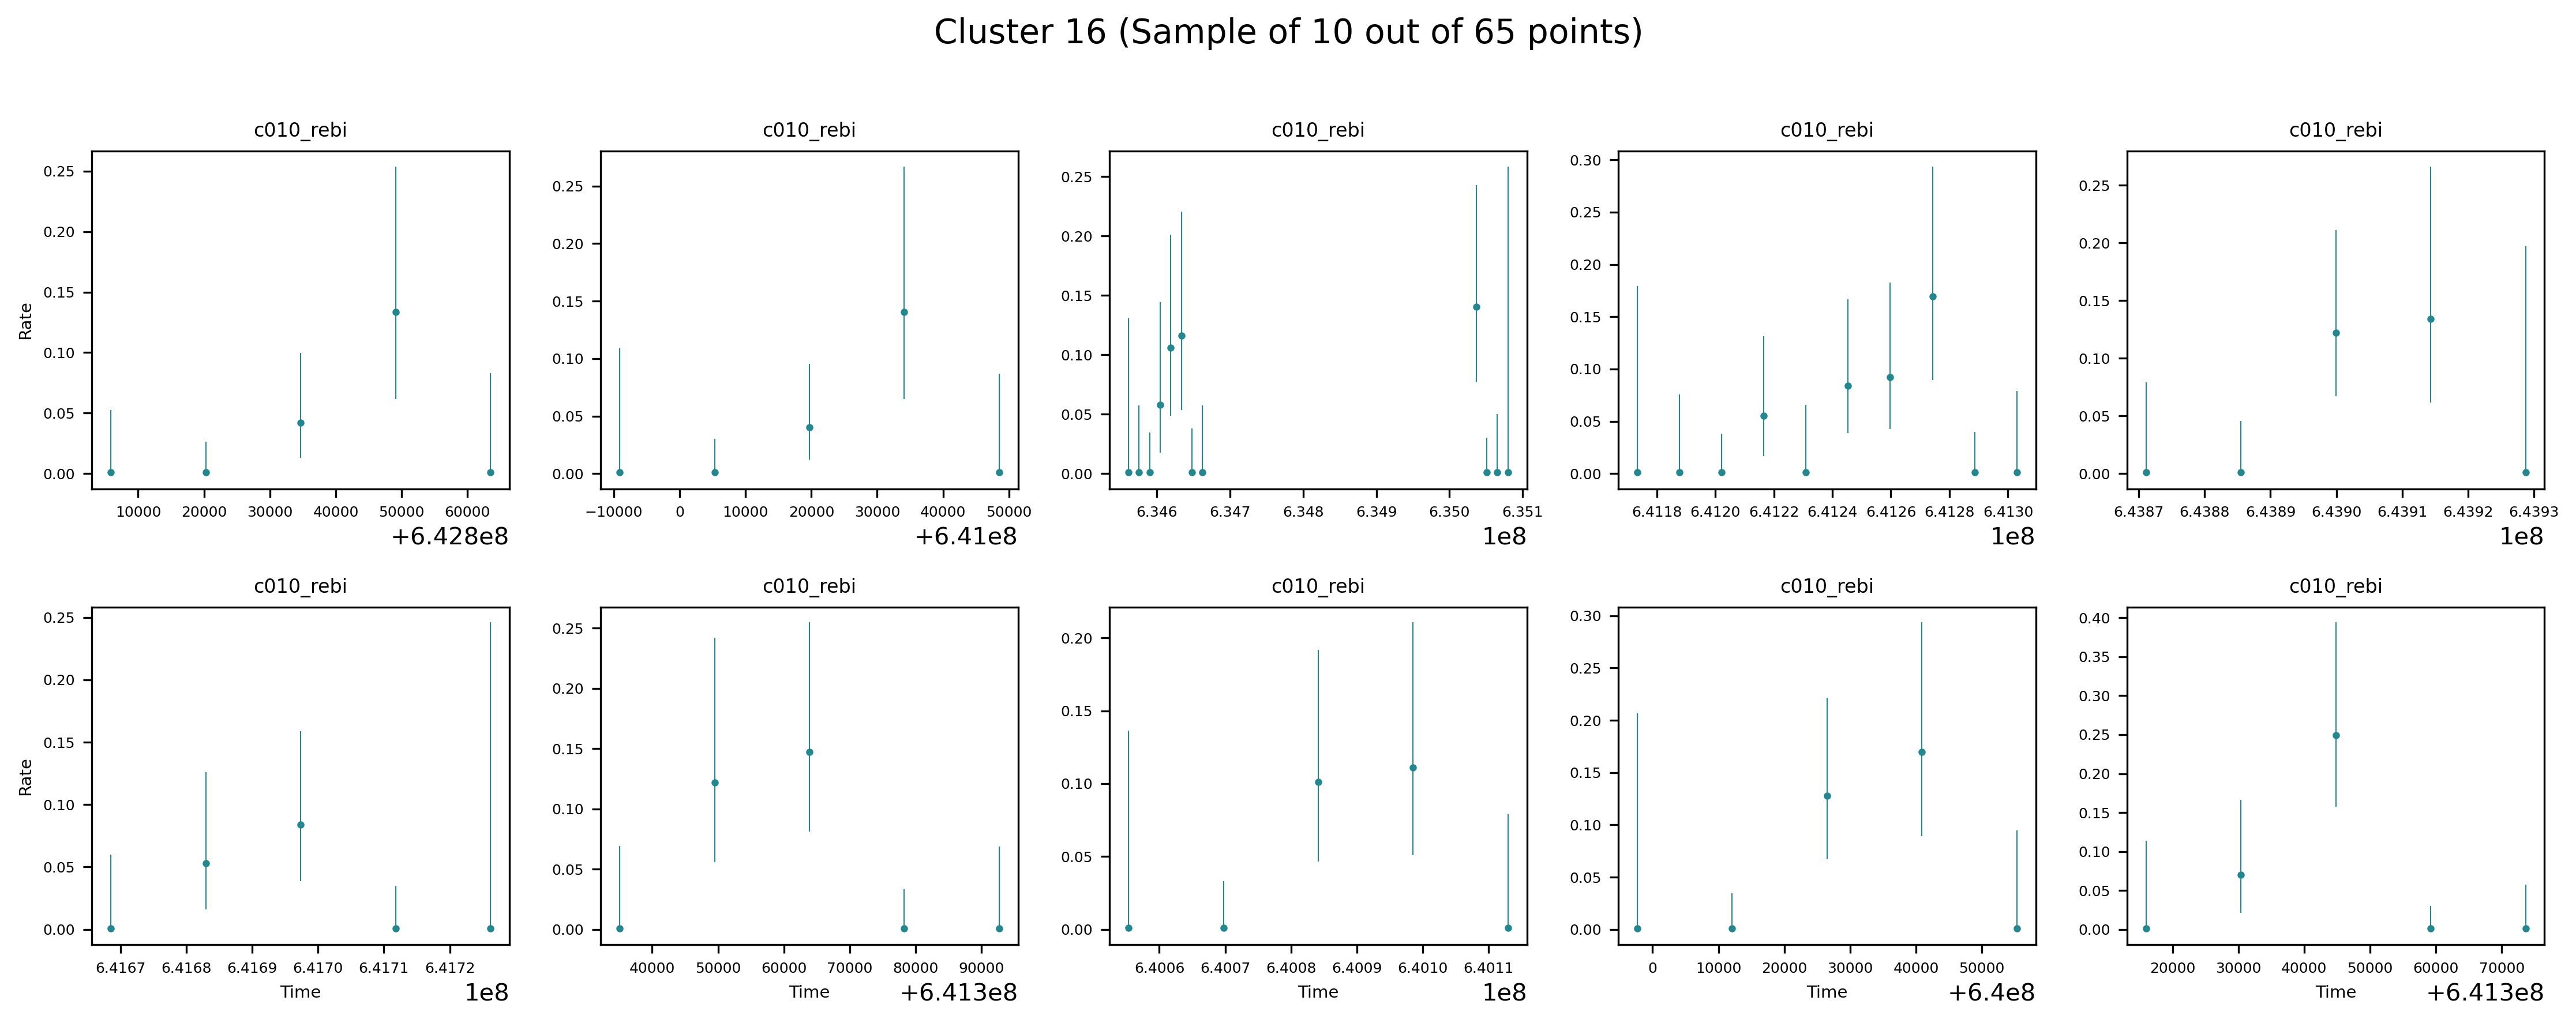 Cluster 16 (Sample of 10 out of 65 points)
c010_rebi c010_rebi c010_rebi c010_rebi c010_rebi
Rate
0.25
0.20
0.15
0.10
0.05
0.00
10000 20000 30000 40000 50000 60000
+6.428e8
0.25
0.20
0.15
0.10
0.05
0.00
−10000 0 10000 20000 30000 40000 50000
+6.41e8
0.25
0.20
0.15
0.10
0.05
0.00
6.346 6.347 6.348 6.349 6.350 6.351
1e8
0.30
0.25
0.20
0.15
0.10
0.05
0.00
6.4118 6.4120 6.4122 6.4124 6.4126 6.4128 6.4130
1e8
0.25
0.20
0.15
0.10
0.05
0.00
6.4387 6.4388 6.4389 6.4390 6.4391 6.4392 6.4393
1e8
c010_rebi c010_rebi c010_rebi c010_rebi c010_rebi
Rate
0.25
0.20
0.15
0.10
0.05
0.00
6.4167 6.4168 6.4169 6.4170 6.4171 6.4172
Time 1e8
0.25
0.20
0.15
0.10
0.05
0.00
40000 50000 60000 70000 80000 90000
Time +6.413e8
0.20
0.15
0.10
0.05
0.00
6.4006 6.4007 6.4008 6.4009 6.4010 6.4011
Time 1e8
0.30
0.25
0.20
0.15
0.10
0.05
0.00
0 10000 20000 30000 40000 50000
Time +6.4e8
0.40
0.35
0.30
0.25
0.20
0.15
0.10
0.05
0.00
20000 30000 40000 50000 60000 70000
Time +6.413e8